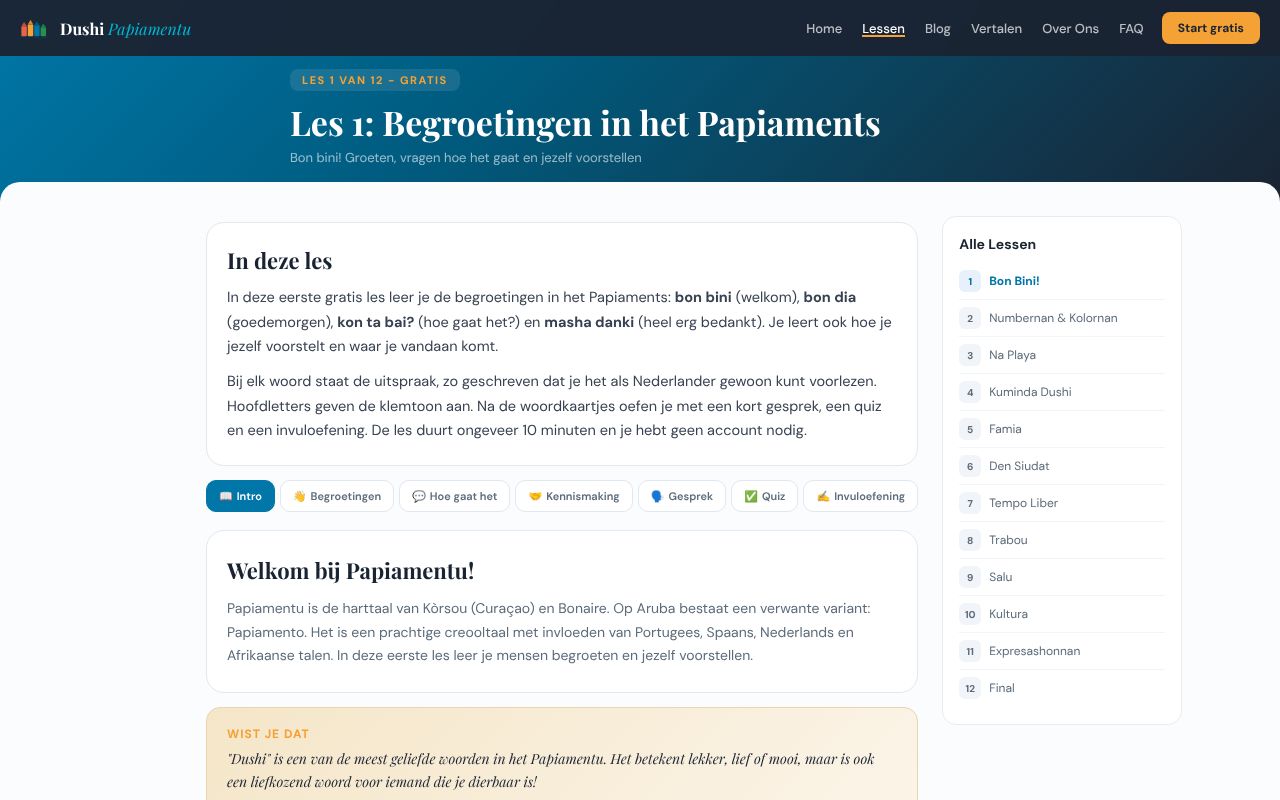 Dushi Papiamentu
Home
Lessen
Blog
Vertalen
Over Ons
FAQ
Start gratis
LES 1 VAN 12 – GRATIS
Les 1: Begroetingen in het Papiaments
Bon bini! Groeten, vragen hoe het gaat en jezelf voorstellen
In deze les
In deze eerste gratis les leer je de begroetingen in het Papiaments: bon bini (welkom), bon dia
(goedemorgen), kon ta bai? (hoe gaat het?) en masha danki (heel erg bedankt). Je leert ook hoe je
jezelf voorstelt en waar je vandaan komt.
Bij elk woord staat de uitspraak, zo geschreven dat je het als Nederlander gewoon kunt voorlezen.
Hoofdletters geven de klemtoon aan. Na de woordkaartjes oefen je met een kort gesprek, een quiz
en een invuloefening. De les duurt ongeveer 10 minuten en je hebt geen account nodig.
Intro
Begroetingen
Hoe gaat het
Kennismaking
Gesprek
Quiz
Invuloefening
Welkom bij Papiamentu!
Papiamentu is de harttaal van Kòrsou (Curaçao) en Bonaire. Op Aruba bestaat een verwante variant:
Papiamento. Het is een prachtige creooltaal met invloeden van Portugees, Spaans, Nederlands en
Afrikaanse talen. In deze eerste les leer je mensen begroeten en jezelf voorstellen.
WIST JE DAT
"Dushi" is een van de meest geliefde woorden in het Papiamentu. Het betekent lekker, lief of mooi, maar is ook
een liefkozend woord voor iemand die je dierbaar is!
Alle Lessen
1 Bon Bini!
2 Numbernan & Kolornan
3 Na Playa
4 Kuminda Dushi
5 Famia
6 Den Siudat
7 Tempo Liber
8 Trabou
9 Salu
10 Kultura
11 Expresashonnan
12 Final